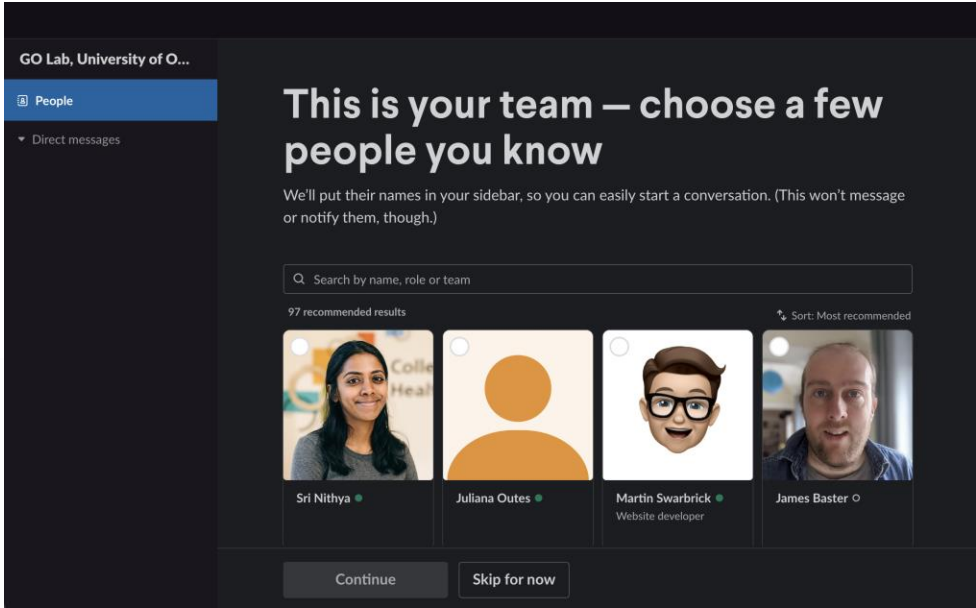 GO Lab, University of O...
People
Direct messages
This is your team — choose a few
people you know
We'll put their names in your sidebar, so you can easily start a conversation. (This won't message
or notify them, though.)
Search by name, role or team
97 recommended results
Sort: Most recommended
Colle
Heal
Sri Nithya
Juliana Outes
Martin Swarbrick
Website developer
James Baster
Continue
Skip for now